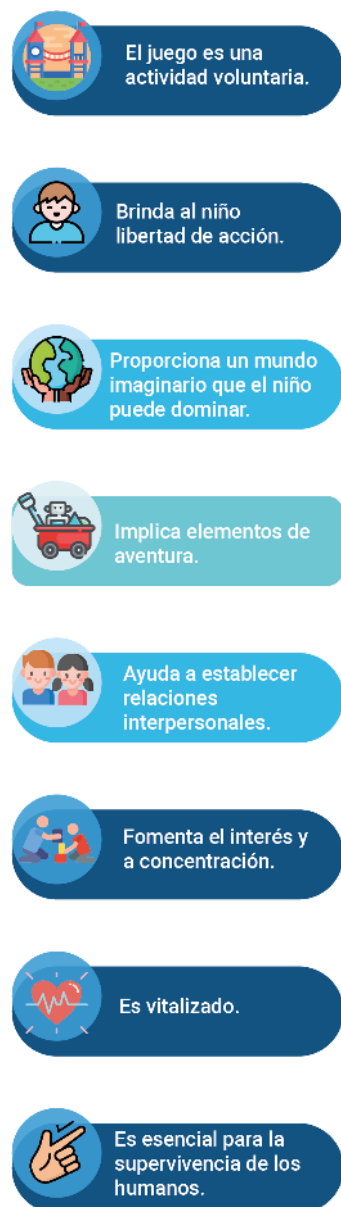 El juego es una
actividad voluntaria.
Brinda al niño
libertad de acción.
Proporciona un mundo
imaginario que el niño
puede dominar.
Implica elementos de
aventura.
Ayuda a establecer
relaciones
interpersonales.
Fomenta el interés y
a concentración.
Es vitalizado.
Es esencial para la
supervivencia de los
humanos.